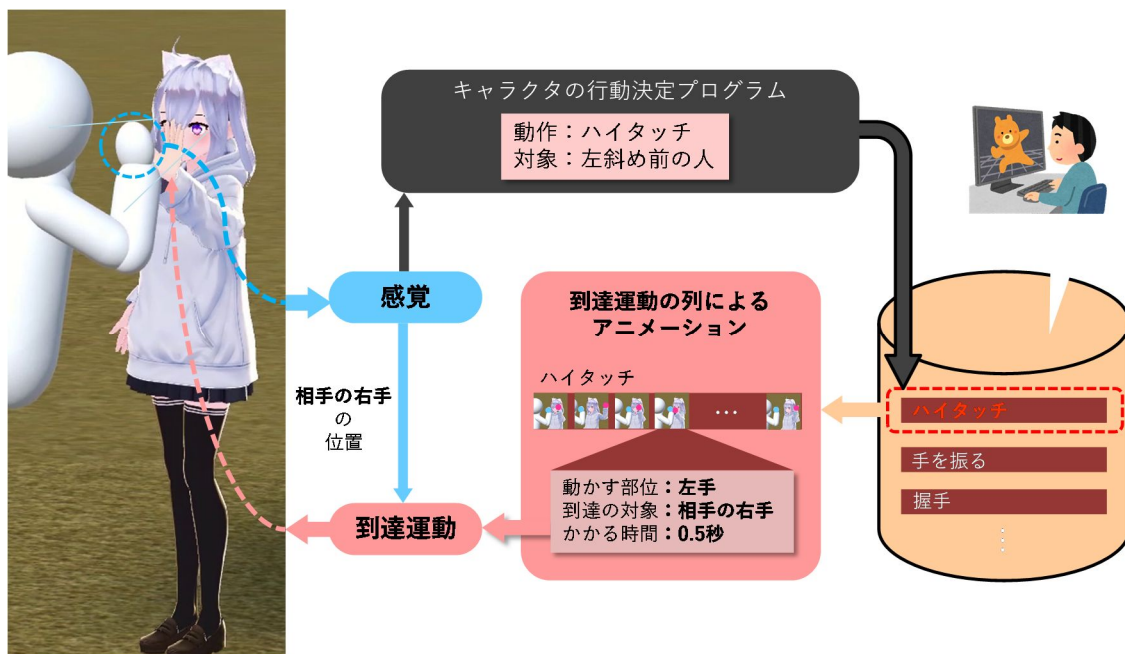 キャラクタの行動決定プログラム
動作：ハイタッチ
対象：左斜め前の人
感覚
相手の右手
の
位置
到達運動
到達運動の列による
アニメーション
ハイタッチ
…
動かす部位：左手
到達の対象：相手の右手
かかる時間：0.5秒
ハイタッチ
手を振る
握手
⋮